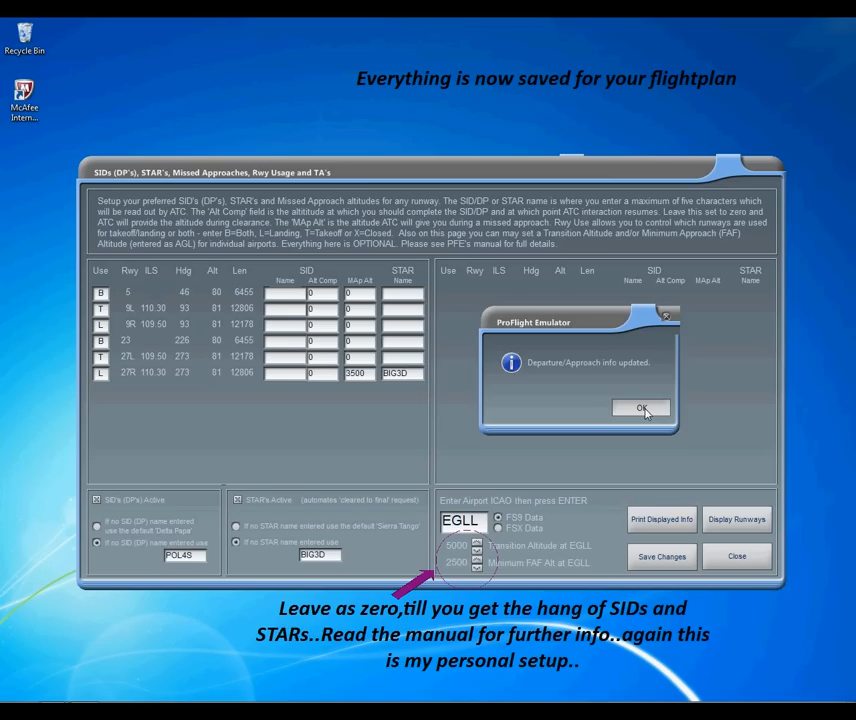 Recycle Bin
Everything is now saved for your flightplan
McAfee
Intern...
SIDs (DP's), STAR's, Missed Approaches, Rwy Usage and TA's
Setup your preferred SID's (DP's), STAR's and Missed Approach altitudes for any runway. The SID/DP or STAR name is where you enter a maximum of five characters which
will be read out by ATC. The 'Alt Comp' field is the altitude at which you should complete the SID/DP and at which point ATC interaction resumes. Leave this set to zero and
ATC will provide the altitude during clearance. The 'MAp Alt' is the altitude ATC will give you during a missed approach. Rwy Use allows you to control which runways are used
for takeoff/landing or both - enter B=Both, L=Landing, T=Takeoff or X=Closed. Also on this page you can may set a Transition Altitude and/or Minimum Approach (FAF)
Altitude (entered as AGL) for individual airports. Everything here is OPTIONAL. Please see PFE's manual for full details.
Use Rwy ILS Hdg Alt Len SID STAR
Name Alt Comp MAp Alt Name
B 5 46 80 6455 0 0
T 9L 110.30 93 81 12806 0 0
L 9R 109.50 93 81 12178 0 0
B 23 226 80 6455 0 0
T 27L 109.50 273 81 12178 0 0
L 27R 110.30 273 81 12806 0 3500 BIG3D
Use Rwy ILS Hdg Alt Len SID STAR
Name Alt Comp MAp Alt Name
ProFlight Emulator
Departure/Approach info updated.
OK
SID's (DP's) Active
If no SID (DP) name entered
use the default 'Delta Papa'
If no SID (DP) name entered use
POL4S
STAR's Active (automates 'cleared to final' request)
If no STAR name entered use the default 'Sierra Tango'
If no STAR name entered use
BIG3D
Enter Airport ICAO then press ENTER
EGLL
FS9 Data
FSX Data
5000 Transition Altitude at EGLL
2500 Minimum FAF Alt at EGLL
Print Displayed Info
Display Runways
Save Changes
Close
Leave as zero,till you get the hang of SIDs and
STARs..Read the manual for further info..again this
is my personal setup..